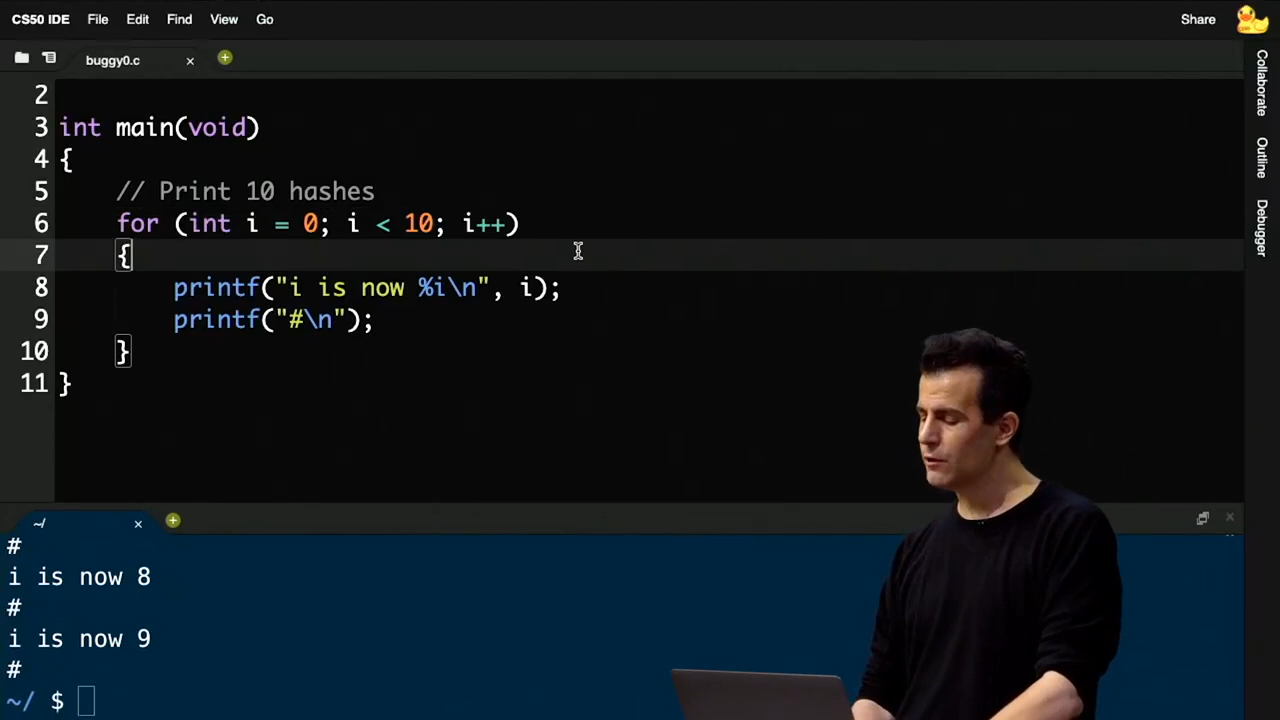 CS50 IDE File Edit Find View Go Share
buggy0.c
Collaborate
Outline
Debugger
2
3 int main(void)
4 {
5     // Print 10 hashes
6     for (int i = 0; i < 10; i++)
7     {
8         printf("i is now %i\n", i);
9         printf("#\n");
10     }
11 }
~/
#
i is now 8
#
i is now 9
#
~/ $